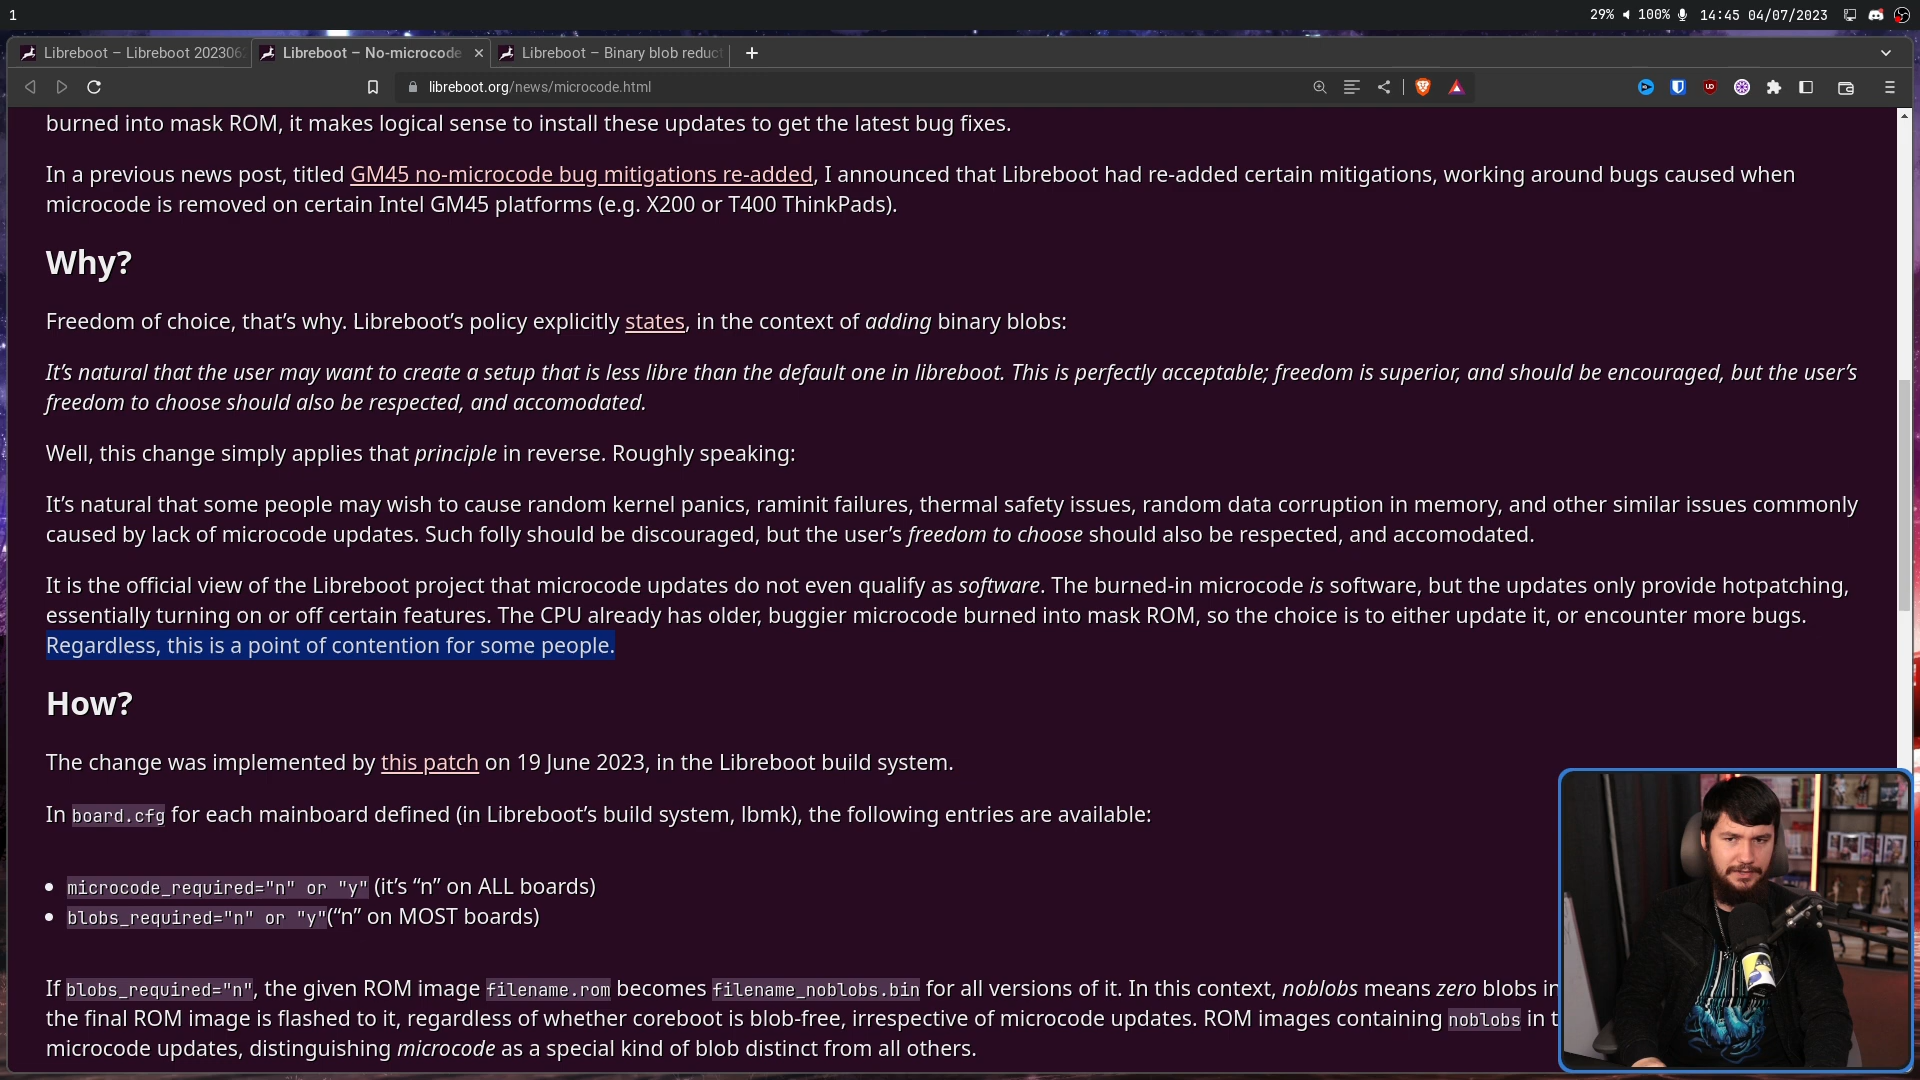 1
29% 100% 14:45 04/07/2023
Libreboot – Libreboot 202306
Libreboot – No-microcode
Libreboot – Binary blob reduct
libreboot.org/news/microcode.html
burned into mask ROM, it makes logical sense to install these updates to get the latest bug fixes.
In a previous news post, titled GM45 no-microcode bug mitigations re-added, I announced that Libreboot had re-added certain mitigations, working around bugs caused when
microcode is removed on certain Intel GM45 platforms (e.g. X200 or T400 ThinkPads).
Why?
Freedom of choice, that’s why. Libreboot’s policy explicitly states, in the context of adding binary blobs:
It’s natural that the user may want to create a setup that is less libre than the default one in libreboot. This is perfectly acceptable; freedom is superior, and should be encouraged, but the user’s
freedom to choose should also be respected, and accomodated.
Well, this change simply applies that principle in reverse. Roughly speaking:
It’s natural that some people may wish to cause random kernel panics, raminit failures, thermal safety issues, random data corruption in memory, and other similar issues commonly
caused by lack of microcode updates. Such folly should be discouraged, but the user’s freedom to choose should also be respected, and accomodated.
It is the official view of the Libreboot project that microcode updates do not even qualify as software. The burned-in microcode is software, but the updates only provide hotpatching,
essentially turning on or off certain features. The CPU already has older, buggier microcode burned into mask ROM, so the choice is to either update it, or encounter more bugs.
Regardless, this is a point of contention for some people.
How?
The change was implemented by this patch on 19 June 2023, in the Libreboot build system.
In board.cfg for each mainboard defined (in Libreboot’s build system, lbmk), the following entries are available:
• microcode_required="n" or "y" (it’s “n” on ALL boards)
• blobs_required="n" or "y"(“n” on MOST boards)
If blobs_required="n", the given ROM image filename.rom becomes filename_noblobs.bin for all versions of it. In this context, noblobs means zero blobs in
the final ROM image is flashed to it, regardless of whether coreboot is blob-free, irrespective of microcode updates. ROM images containing noblobs in t
microcode updates, distinguishing microcode as a special kind of blob distinct from all others.